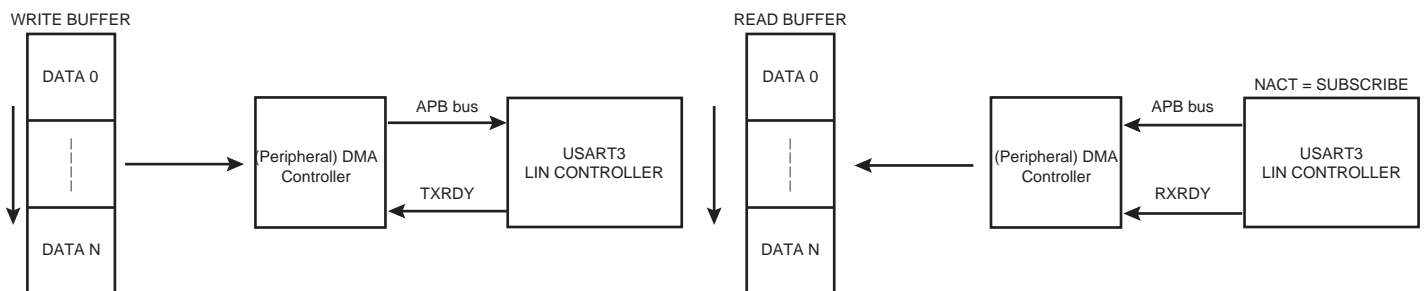 WRITE BUFFER
DATA 0
DATA N
(Peripheral) DMA
Controller
APB bus
TXRDY
USART3
LIN CONTROLLER
READ BUFFER
DATA 0
DATA N
(Peripheral) DMA
Controller
APB bus
RXRDY
NACT = SUBSCRIBE
USART3
LIN CONTROLLER